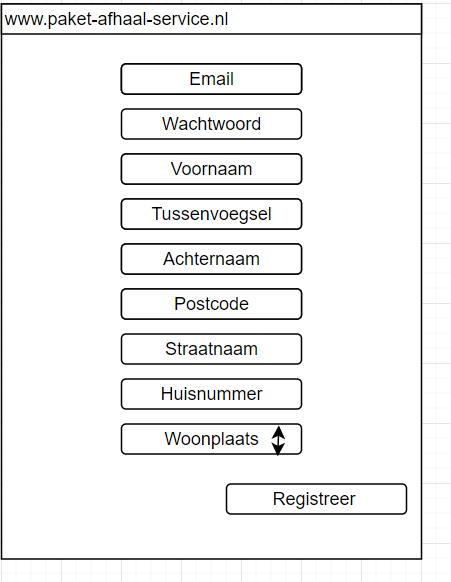 www.paket-afhaal-service.nl
Email
Wachtwoord
Voornaam
Tussenvoegsel
Achternaam
Postcode
Straatnaam
Huisnummer
Woonplaats
Registreer